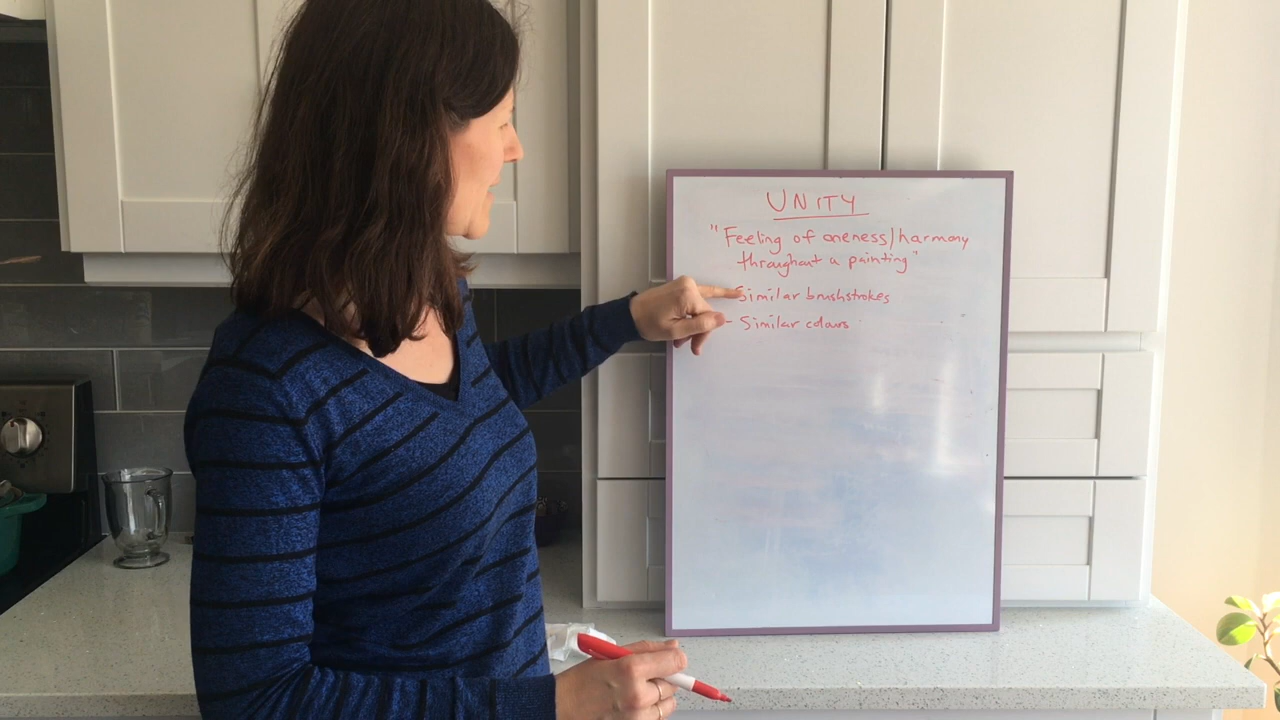 UNITY
"Feeling of oneness/harmony
throughout a painting"
Similar brushstrokes
- Similar colours